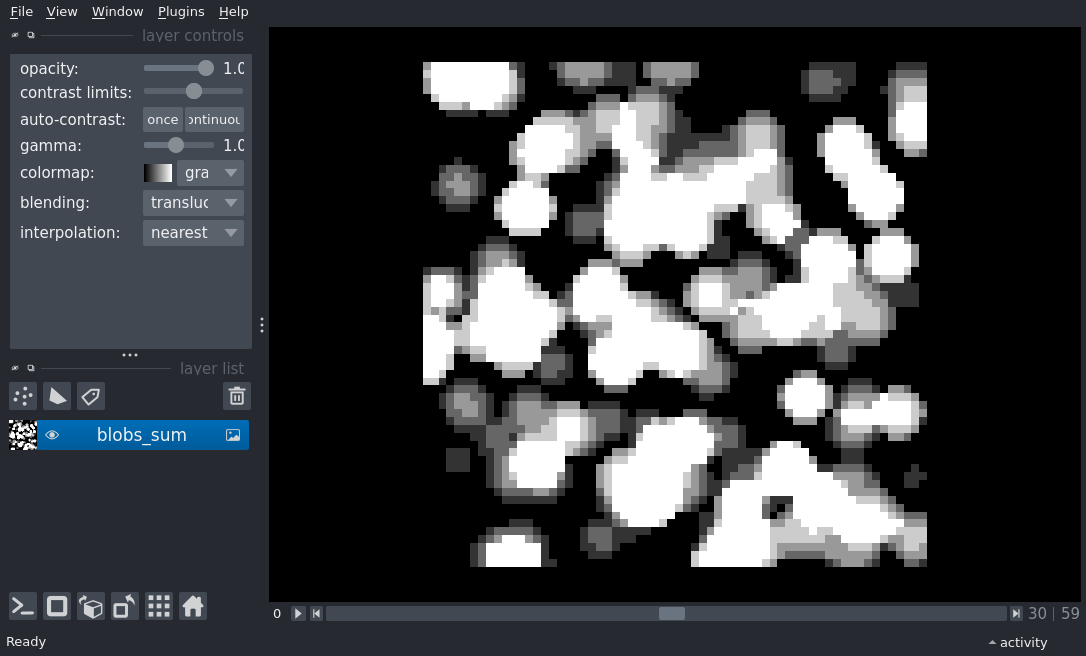 File View Window Plugins Help
layer controls
opacity: 1.0
contrast limits:
auto-contrast: once ontinuou
gamma: 1.0
colormap: gra
blending: transluc
interpolation: nearest
layer list
blobs_sum
0 30 | 59
Ready activity